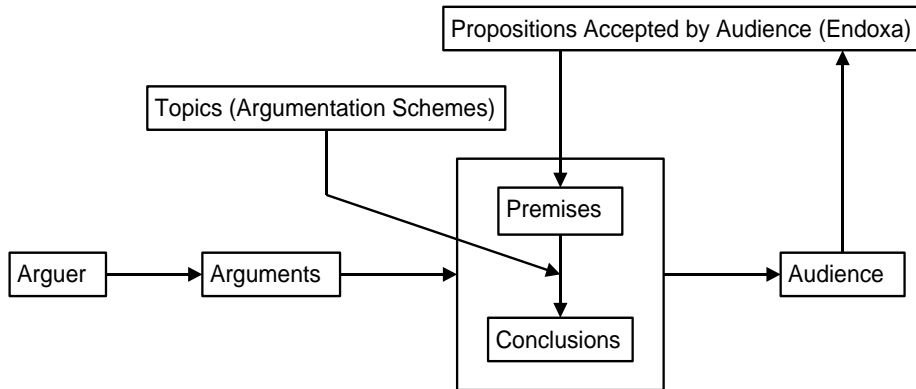 Propositions Accepted by Audience (Endoxa)
Topics (Argumentation Schemes)
Premises
Arguer
Arguments
Audience
Conclusions